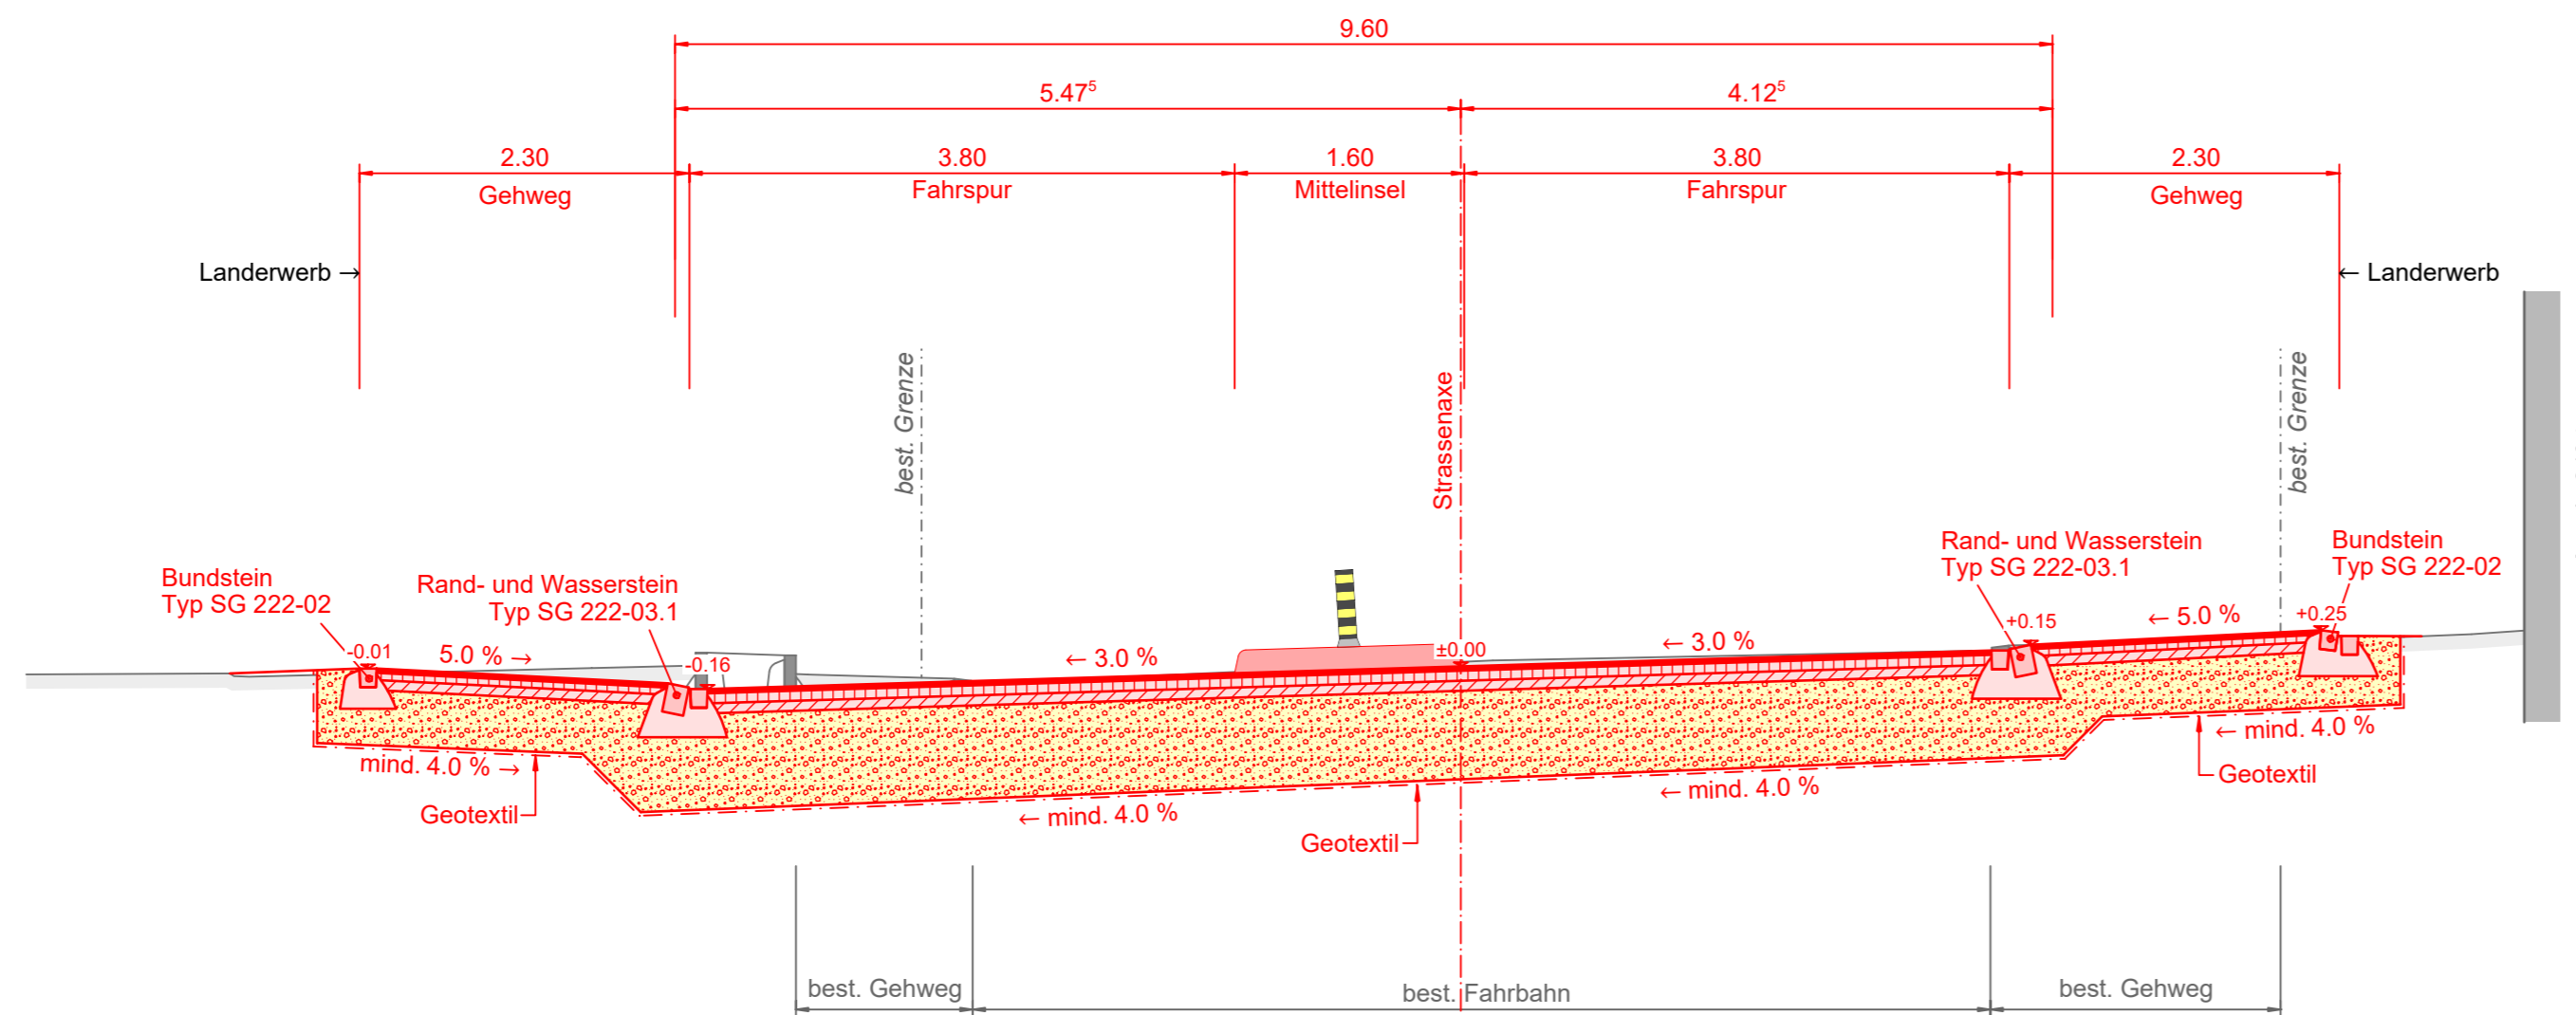 9.60
5.47⁵
4.12⁵
2.30
3.80
1.60
3.80
2.30
Gehweg
Fahrspur
Mittelinsel
Fahrspur
Gehweg
Landerwerb →
← Landerwerb
best. Grenze
Strassenaxe
best. Grenze
Bundstein
Typ SG 222-02
Rand- und Wasserstein
Typ SG 222-03.1
Rand- und Wasserstein
Typ SG 222-03.1
Bundstein
Typ SG 222-02
-0.01
5.0 % →
-0.16
← 3.0 %
±0.00
← 3.0 %
+0.15
← 5.0 %
+0.25
mind. 4.0 % →
Geotextil
← mind. 4.0 %
Geotextil
← mind. 4.0 %
← mind. 4.0 %
Geotextil
best. Gehweg
best. Fahrbahn
best. Gehweg